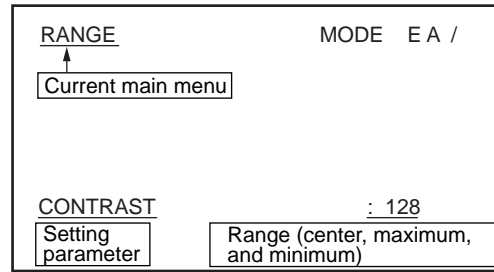 RANGE MODE E A /
Current main menu
CONTRAST : 128
Setting parameter
Range (center, maximum, and minimum)